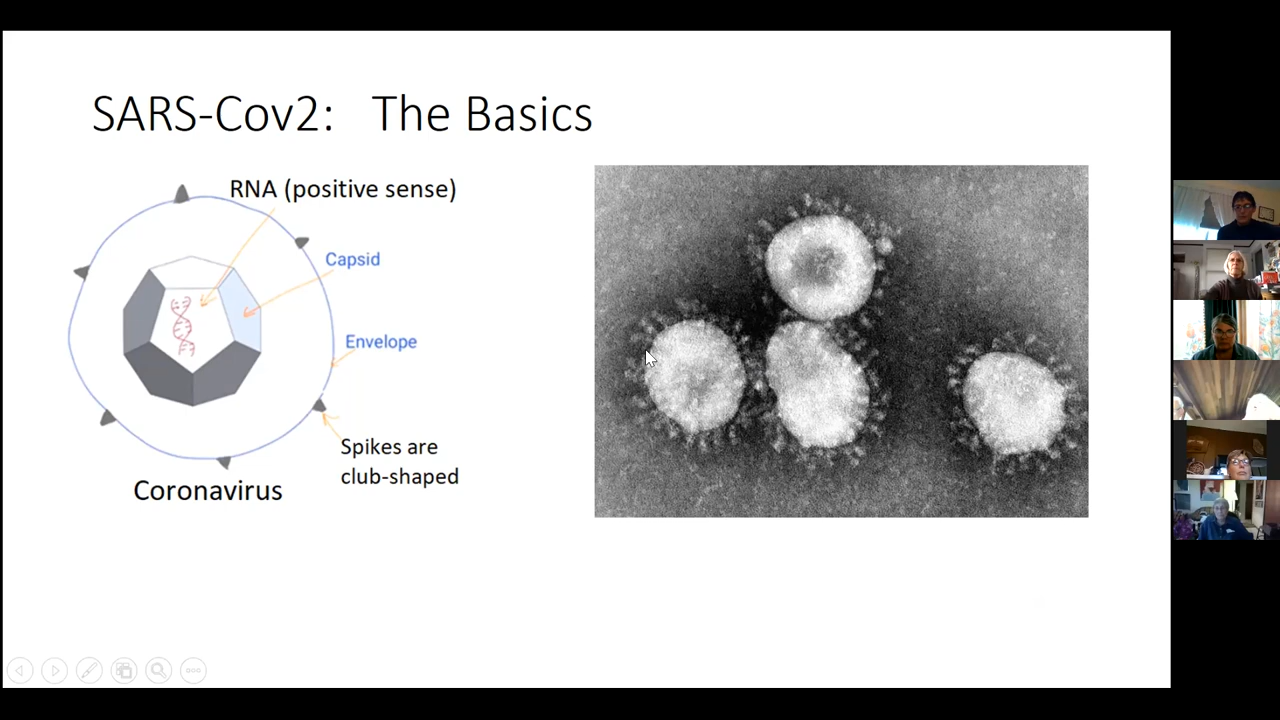 SARS-Cov2: The Basics
RNA (positive sense)
Capsid
Envelope
Spikes are
club-shaped
Coronavirus